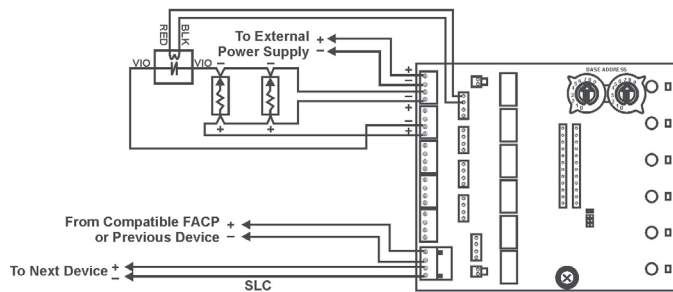 RED
BLK
VIO
VIO
– –
+ +
To External +
Power Supply –
+
–
–
+
–
+
BASE ADDRESS
From Compatible FACP +
or Previous Device –
To Next Device +
–
SLC